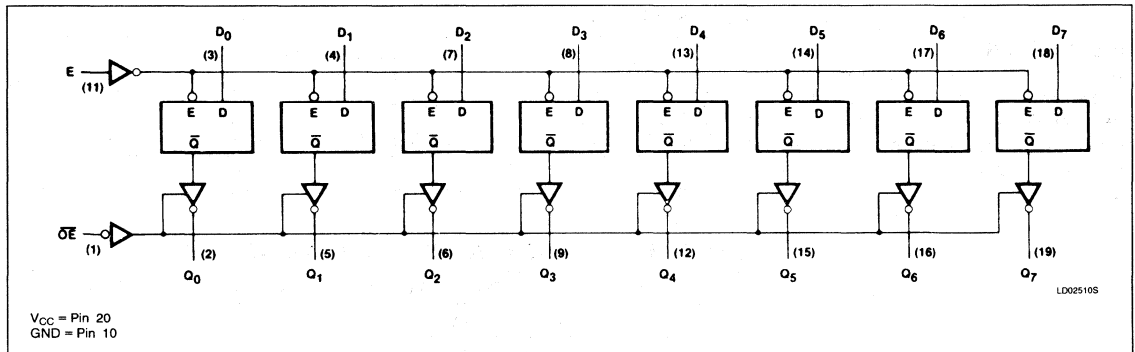 D0 D1 D2 D3 D4 D5 D6 D7
(3) (4) (7) (8) (13) (14) (17) (18)
E
(11)
E D E D E D E D E D E D E D E D
Q̅ Q̅ Q̅ Q̅ Q̅ Q̅ Q̅ Q̅
O̅E̅
(1)
(2) (5) (6) (9) (12) (15) (16) (19)
Q0 Q1 Q2 Q3 Q4 Q5 Q6 Q7
LD02510S
VCC = Pin 20
GND = Pin 10